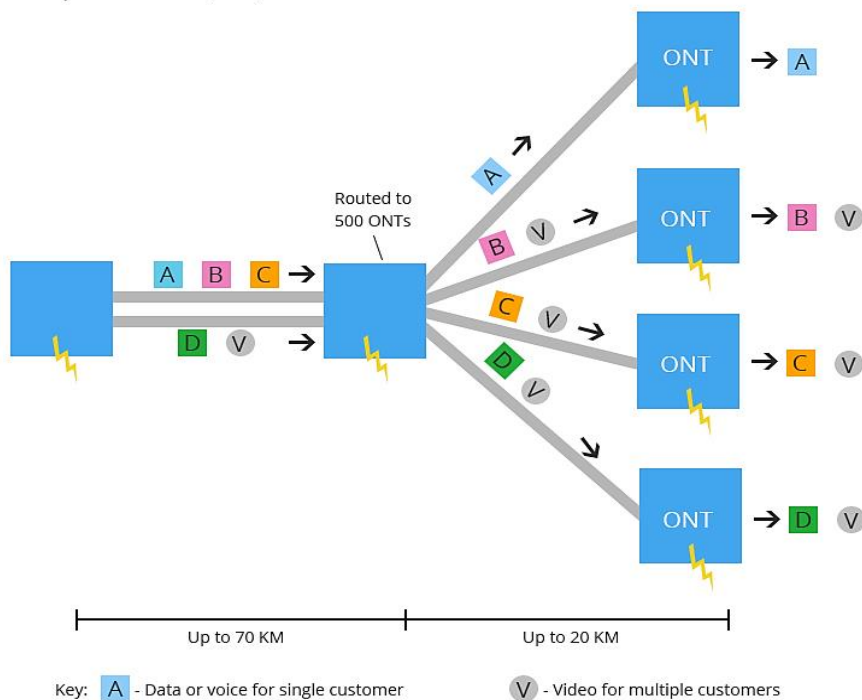 ONT A
A
Routed to
500 ONTs
B V ONT B V
A B C
D V
C V ONT C V
D V
ONT D V
Up to 70 KM Up to 20 KM
Key: A - Data or voice for single customer V - Video for multiple customers